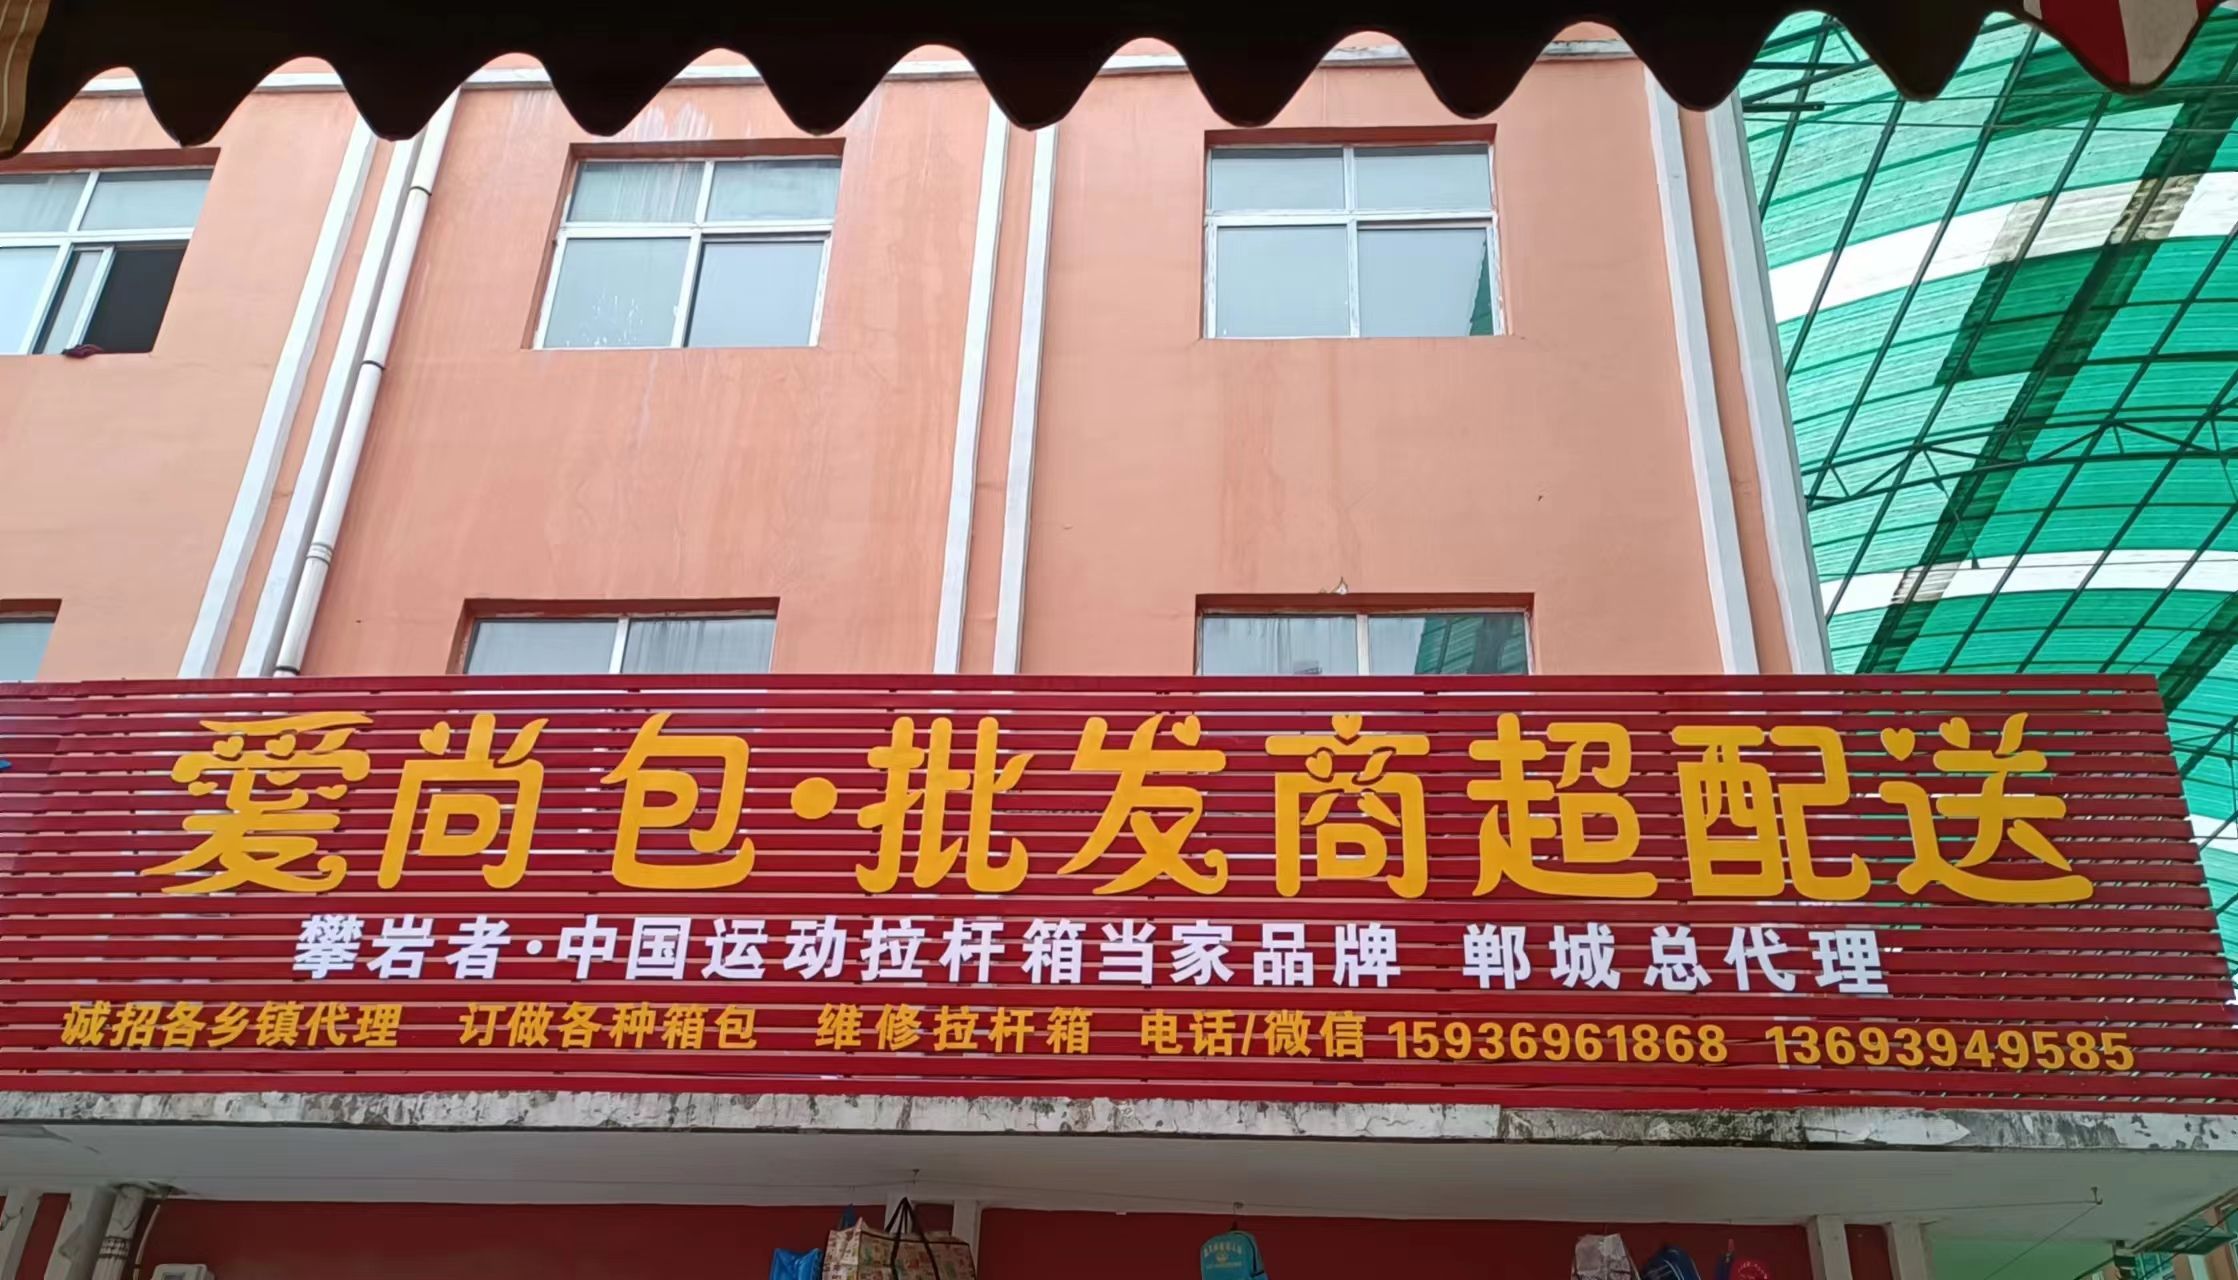 爱尚包·批发商超配送
攀岩者·中国运动拉杆箱当家品牌 郸城总代理
诚招各乡镇代理 订做各种箱包 维修拉杆箱 电话/微信 15936961868 13693949585